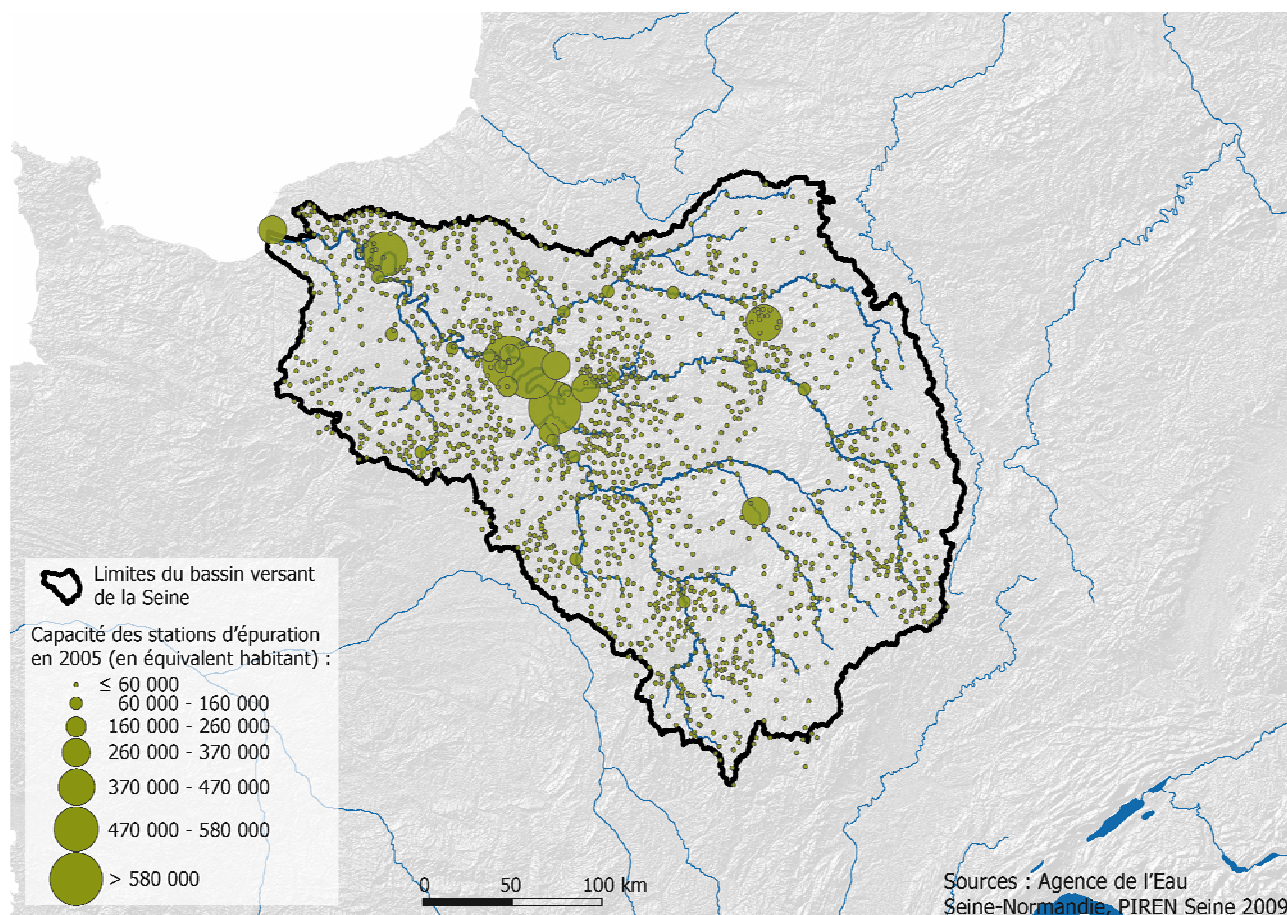 Limites du bassin versant
de la Seine
Capacité des stations d'épuration
en 2005 (en équivalent habitant) :
≤ 60 000
60 000 - 160 000
160 000 - 260 000
260 000 - 370 000
370 000 - 470 000
470 000 - 580 000
> 580 000
0 50 100 km
Sources : Agence de l'Eau
Seine-Normandie, PIREN Seine 2009